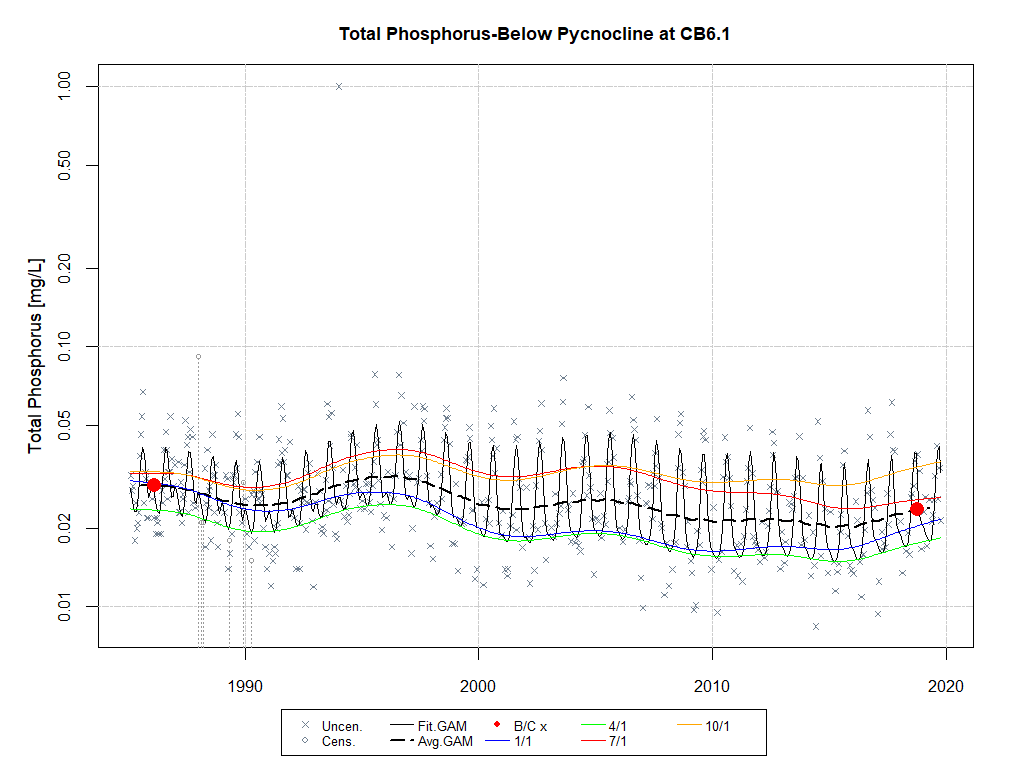 Total Phosphorus-Below Pycnocline at CB6.1
Total Phosphorus [mg/L]
1.00
0.50
0.20
0.10
0.05
0.02
0.01
1990 2000 2010 2020
Uncen. Fit.GAM B/C x 4/1 10/1
Cens. Avg.GAM 1/1 7/1